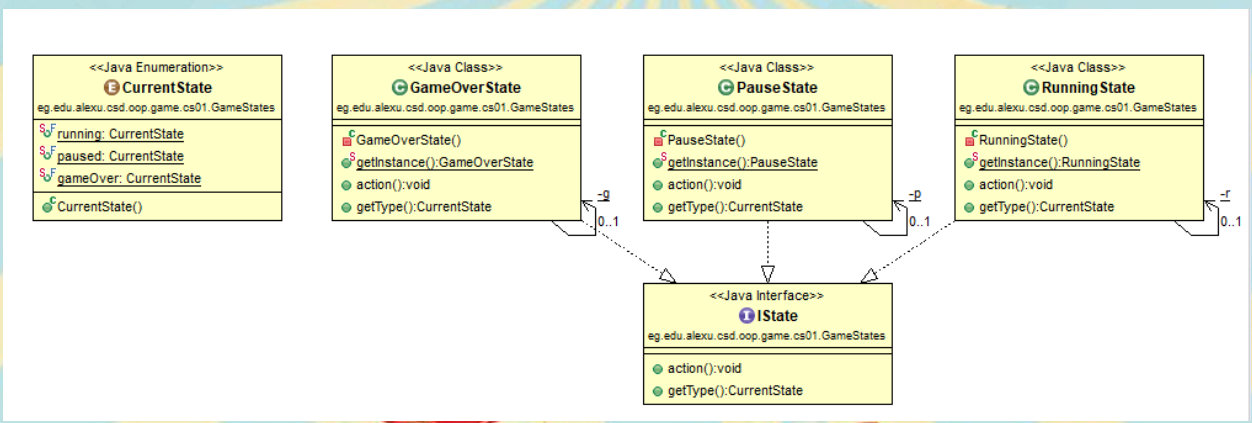 <<Java Enumeration>>
CurrentState
eg.edu.alexu.csd.oop.game.cs01.GameStates
running: CurrentState
paused: CurrentState
gameOver: CurrentState
CurrentState()
<<Java Class>>
GameOverState
eg.edu.alexu.csd.oop.game.cs01.GameStates
GameOverState()
getInstance():GameOverState
action():void
getType():CurrentState
-g
0..1
<<Java Class>>
PauseState
eg.edu.alexu.csd.oop.game.cs01.GameStates
PauseState()
getInstance():PauseState
action():void
getType():CurrentState
-p
0..1
<<Java Class>>
RunningState
eg.edu.alexu.csd.oop.game.cs01.GameStates
RunningState()
getInstance():RunningState
action():void
getType():CurrentState
-r
0..1
<<Java Interface>>
IState
eg.edu.alexu.csd.oop.game.cs01.GameStates
action():void
getType():CurrentState